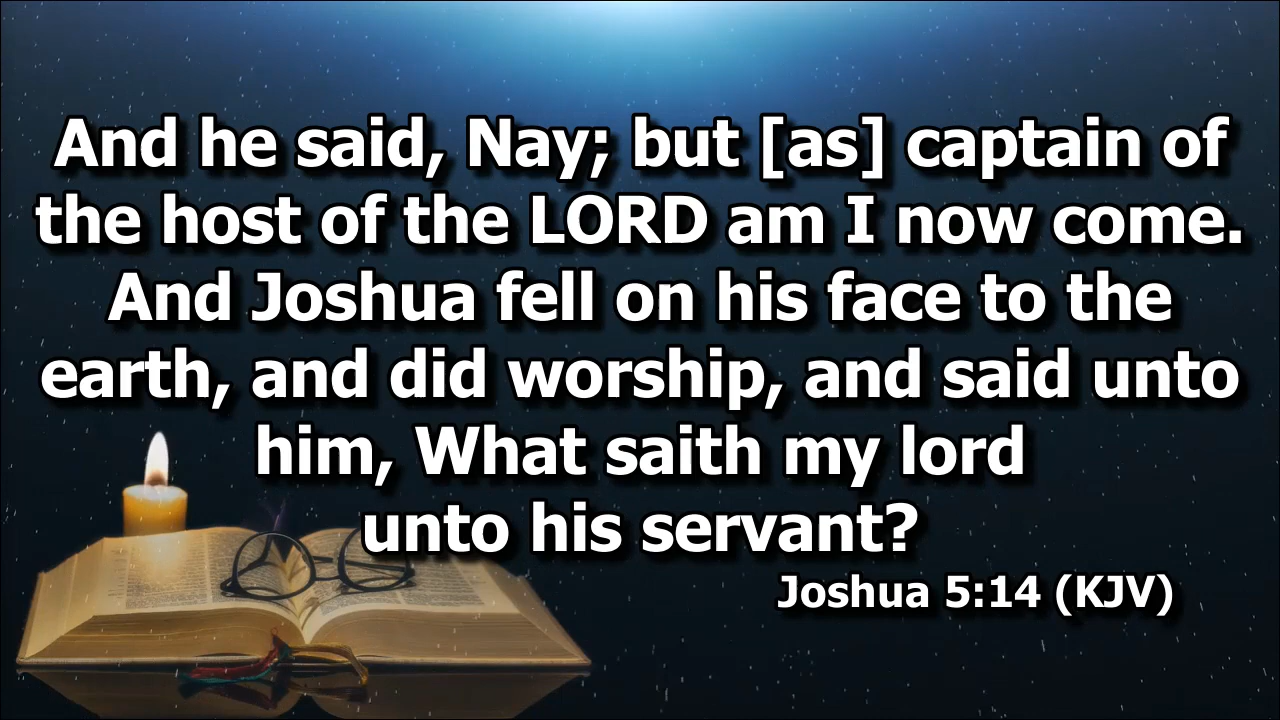 And he said, Nay; but [as] captain of
the host of the LORD am I now come.
And Joshua fell on his face to the
earth, and did worship, and said unto
him, What saith my lord
unto his servant?
Joshua 5:14 (KJV)